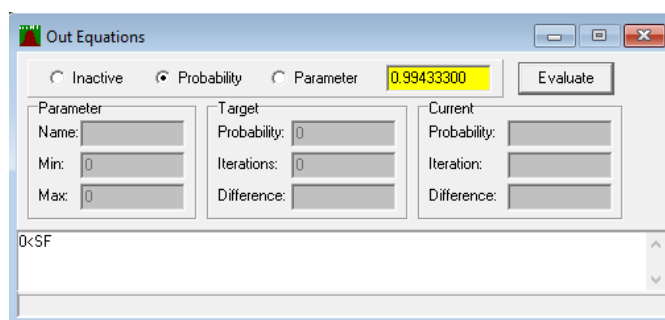 Out Equations
Inactive Probability Parameter 0.99433300 Evaluate
Parameter Target Current
Name: Probability: 0 Probability:
Min: 0 Iterations: 0 Iteration:
Max: 0 Difference: Difference:
0<SF